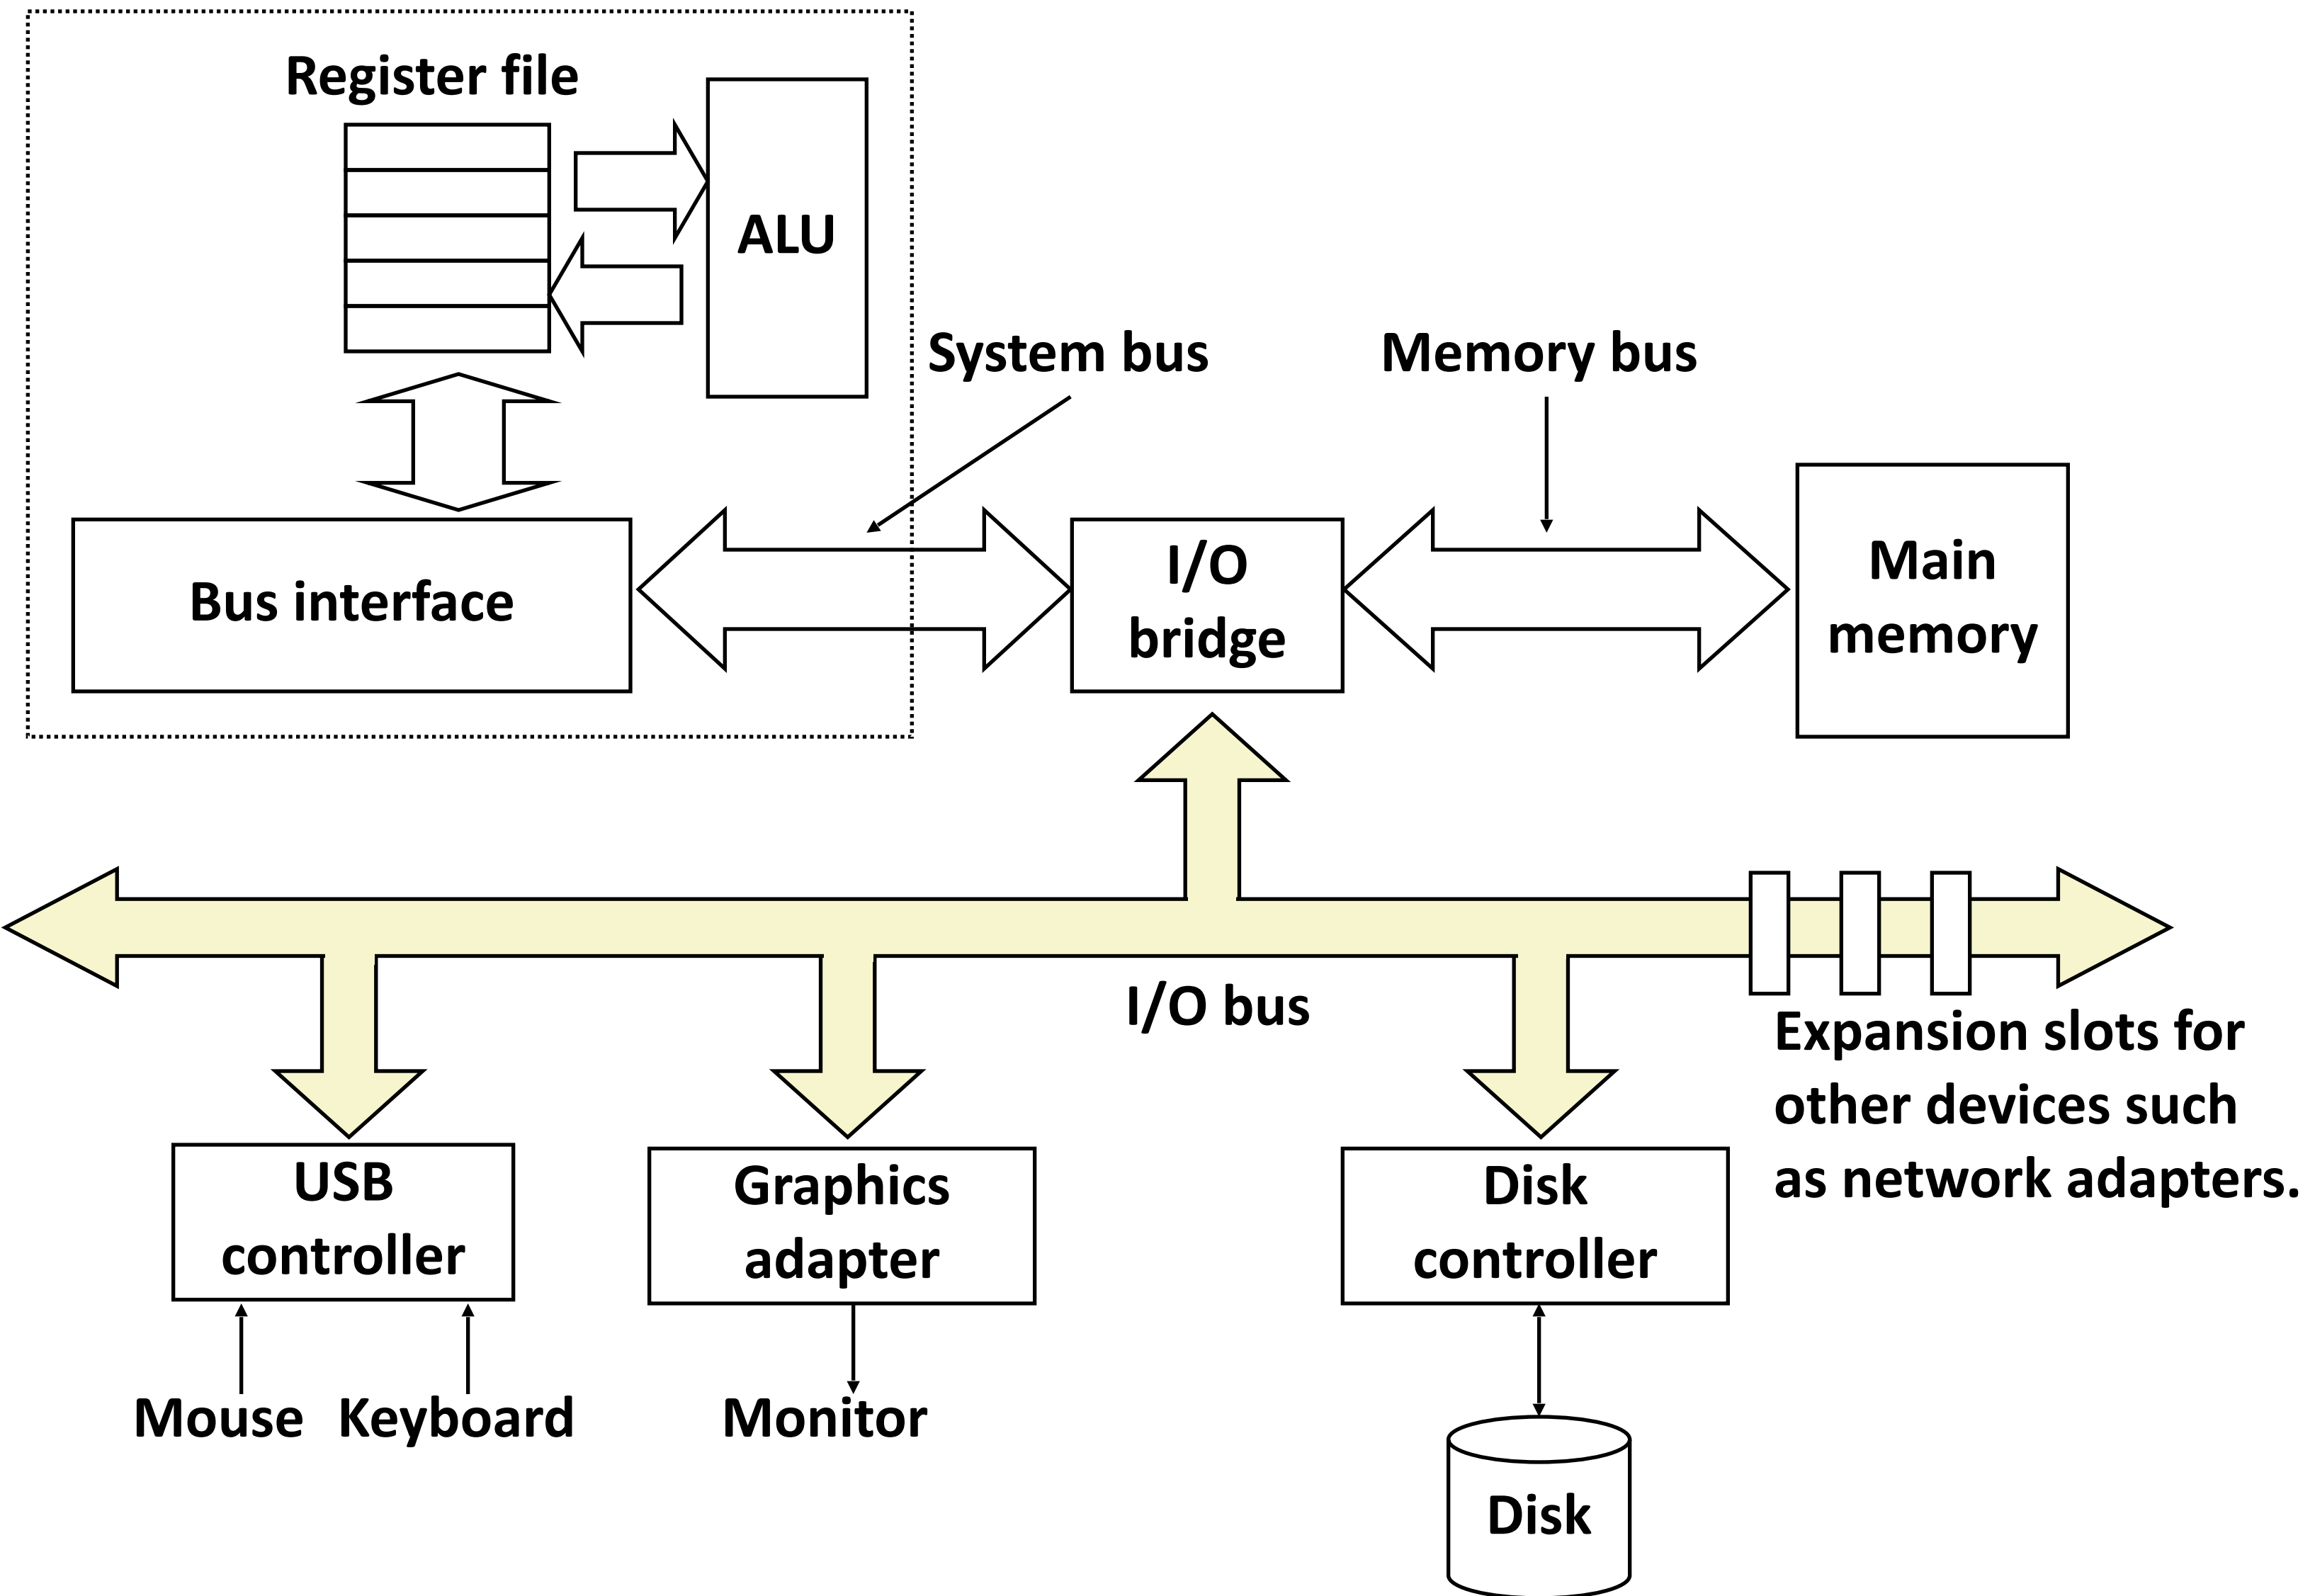 Register file
ALU
System bus
Memory bus
Bus interface
I/O
bridge
Main
memory
I/O bus
Expansion slots for
other devices such
as network adapters.
USB
controller
Graphics
adapter
Disk
controller
Mouse
Keyboard
Monitor
Disk